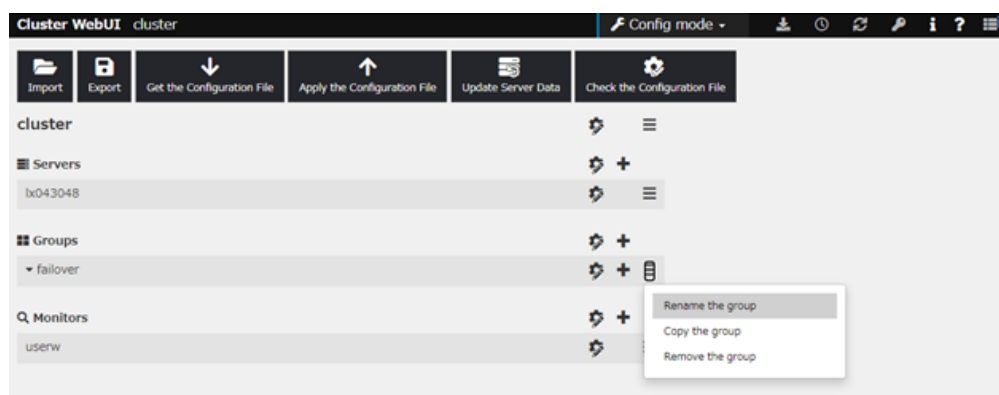 Cluster WebUI cluster Config mode
Import Export Get the Configuration File Apply the Configuration File Update Server Data Check the Configuration File
cluster
Servers
lx043048
Groups
failover
Rename the group
Monitors
Copy the group
userw
Remove the group